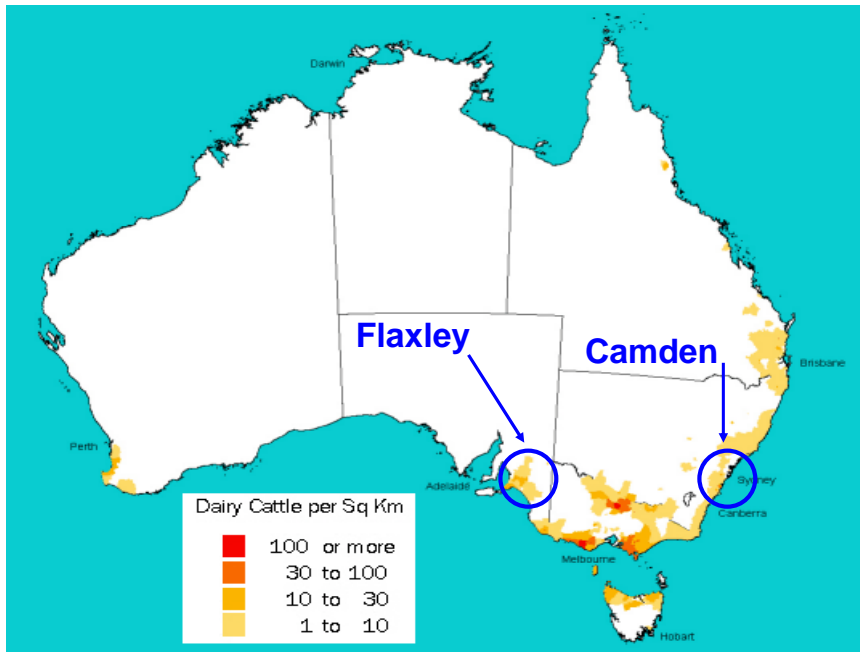 Darwin
Flaxley
Camden
Brisbane
Perth
Adelaide
Sydney
Canberra
Dairy Cattle per Sq Km
100 or more
30 to 100
10 to 30
1 to 10
Melbourne
Hobart